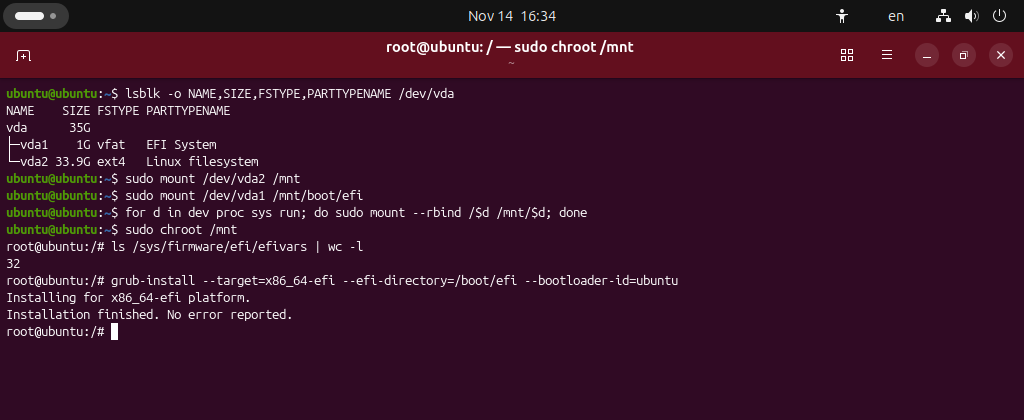 Nov 14 16:34
en
root@ubuntu: / — sudo chroot /mnt
~
ubuntu@ubuntu:~$ lsblk -o NAME,SIZE,FSTYPE,PARTTYPENAME /dev/vda
NAME    SIZE FSTYPE PARTTYPENAME
vda      35G
├─vda1    1G vfat   EFI System
└─vda2 33.9G ext4   Linux filesystem
ubuntu@ubuntu:~$ sudo mount /dev/vda2 /mnt
ubuntu@ubuntu:~$ sudo mount /dev/vda1 /mnt/boot/efi
ubuntu@ubuntu:~$ for d in dev proc sys run; do sudo mount --rbind /$d /mnt/$d; done
ubuntu@ubuntu:~$ sudo chroot /mnt
root@ubuntu:/# ls /sys/firmware/efi/efivars | wc -l
32
root@ubuntu:/# grub-install --target=x86_64-efi --efi-directory=/boot/efi --bootloader-id=ubuntu
Installing for x86_64-efi platform.
Installation finished. No error reported.
root@ubuntu:/#